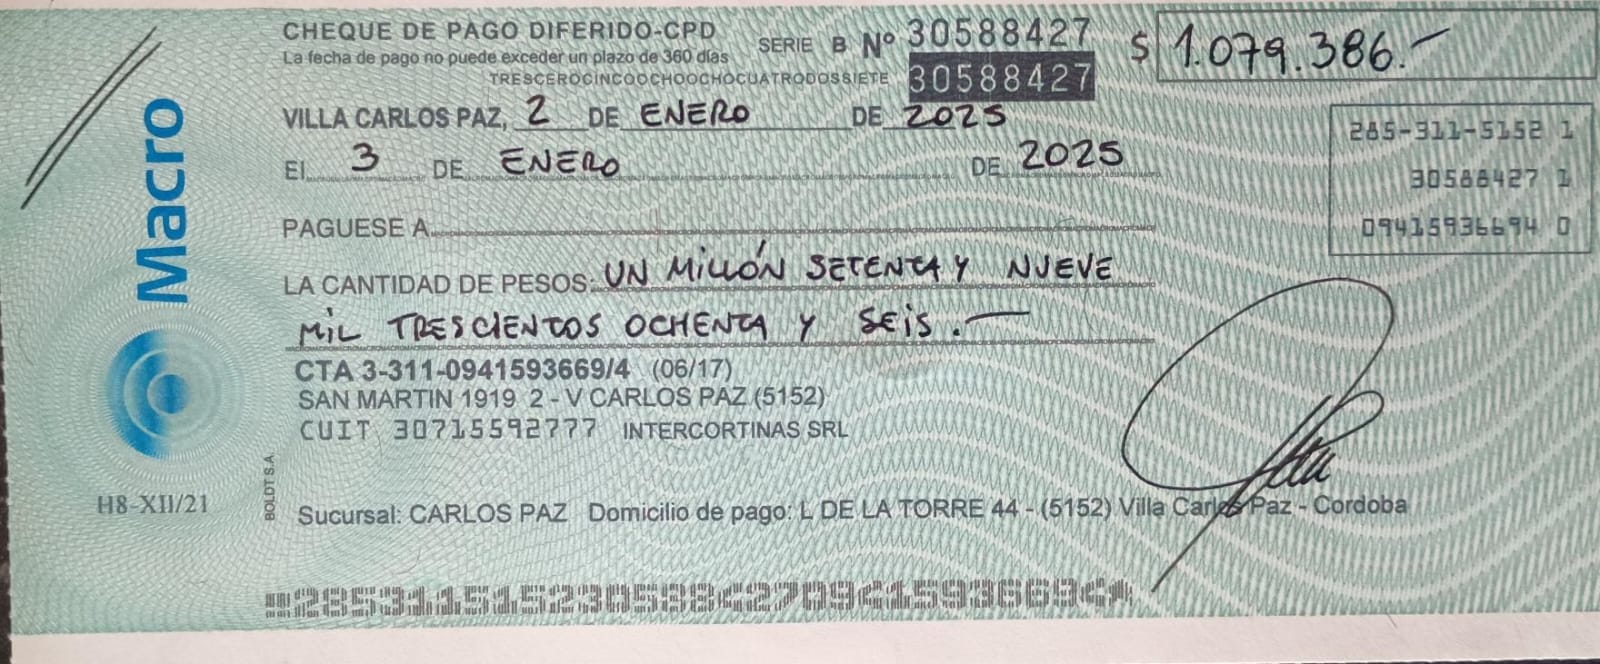 CHEQUE DE PAGO DIFERIDO-CPD
La fecha de pago no puede exceder un plazo de 360 días
SERIE B Nº 30588427
TRESCEROCINCOOCHOOCHOCUATRODOSSIETE 30588427
$ 1.079.386.-
VILLA CARLOS PAZ, 2 DE ENERO DE 2025
El 3 DE ENERO DE 2025
285-311-5152 1
30588427 1
09415936694 0
PAGUESE A
LA CANTIDAD DE PESOS: UN MILLÓN SETENTA Y NUEVE
MIL TRESCIENTOS OCHENTA Y SEIS.-
CTA 3-311-0941593669/4 (06/17)
SAN MARTIN 1919 2 - V CARLOS PAZ (5152)
CUIT 30715592777 INTERCORTINAS SRL
Sucursal: CARLOS PAZ Domicilio de pago: L DE LA TORRE 44 - (5152) Villa Carlos Paz - Cordoba
Macro
H8-XII/21
BOLDT S.A
28531151523058842709415936694